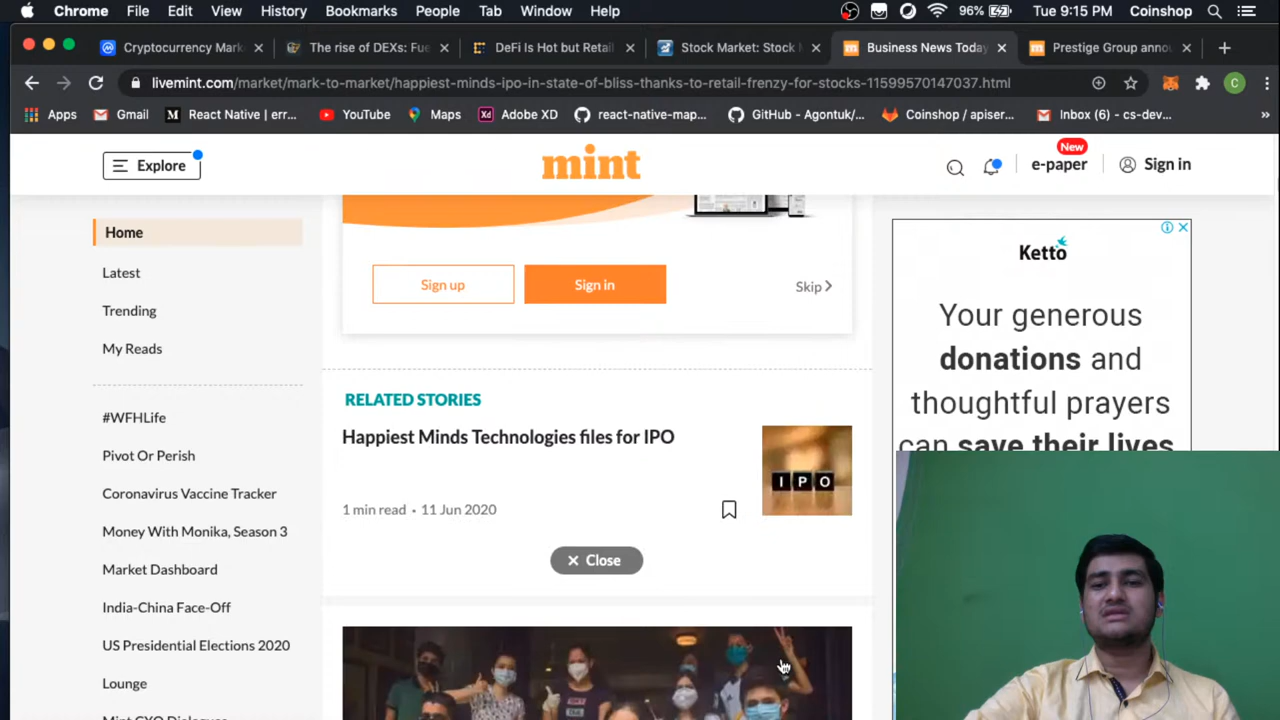 Chrome File Edit View History Bookmarks People Tab Window Help 96% Tue 9:15 PM Coinshop
Cryptocurrency Mark The rise of DEXs: Fue DeFi Is Hot but Retail Stock Market: Stock M Business News Today Prestige Group annou
livemint.com/market/mark-to-market/happiest-minds-ipo-in-state-of-bliss-thanks-to-retail-frenzy-for-stocks-11599570147037.html C
Apps Gmail React Native | err... YouTube Maps Adobe XD react-native-map... GitHub - Agontuk/... Coinshop / apiser... Inbox (6) - cs-dev... »
Explore
mint
New
e-paper
Sign in
Home
Latest
Trending
My Reads
#WFHLife
Pivot Or Perish
Coronavirus Vaccine Tracker
Money With Monika, Season 3
Market Dashboard
India-China Face-Off
US Presidential Elections 2020
Lounge
Mint CXO Dialogues
Sign up
Sign in
Skip
RELATED STORIES
Happiest Minds Technologies files for IPO
1 min read • 11 Jun 2020
I P O
Close
Ketto
Your generous
donations and
thoughtful prayers
can save their lives